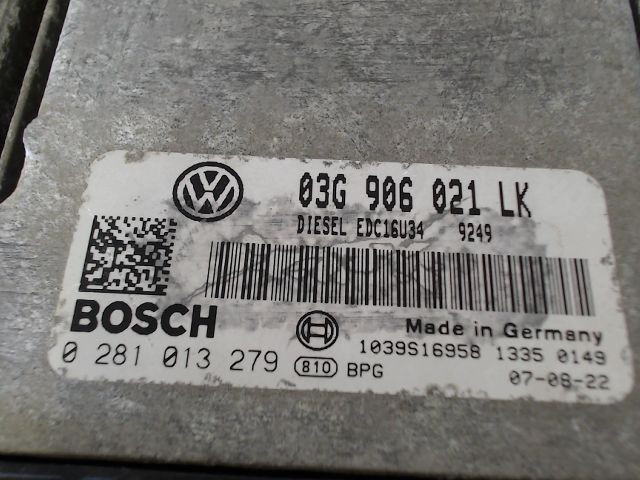 03G 906 021 LK
DIESEL EDC16U34 9249
BOSCH
Made in Germany
0 281 013 279 810 BPG
1039S16958 1335 0149
07-08-22